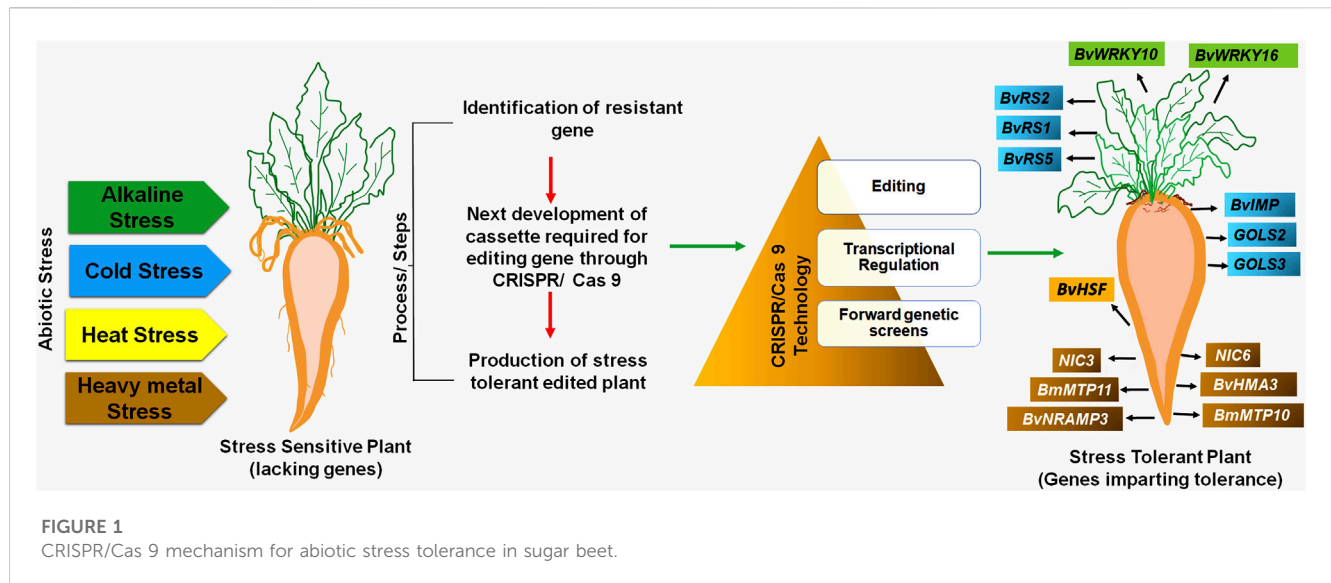 Abiotic Stress
Alkaline
Stress
Cold Stress
Heat Stress
Heavy metal
Stress
Stress Sensitive Plant
(lacking genes)
Process/ Steps
Identification of resistant
gene
Next development of
cassette required for
editing gene through
CRISPR/ Cas 9
Production of stress
tolerant edited plant
CRISPR/Cas 9
Technology
Editing
Transcriptional
Regulation
Forward genetic
screens
BvWRKY10
BvWRKY16
BvRS2
BvRS1
BvRS5
BvIMP
GOLS2
GOLS3
BvHSF
NIC3
NIC6
BmMTP11
BvHMA3
BvNRAMP3
BmMTP10
Stress Tolerant Plant
(Genes imparting tolerance)
FIGURE 1
CRISPR/Cas 9 mechanism for abiotic stress tolerance in sugar beet.